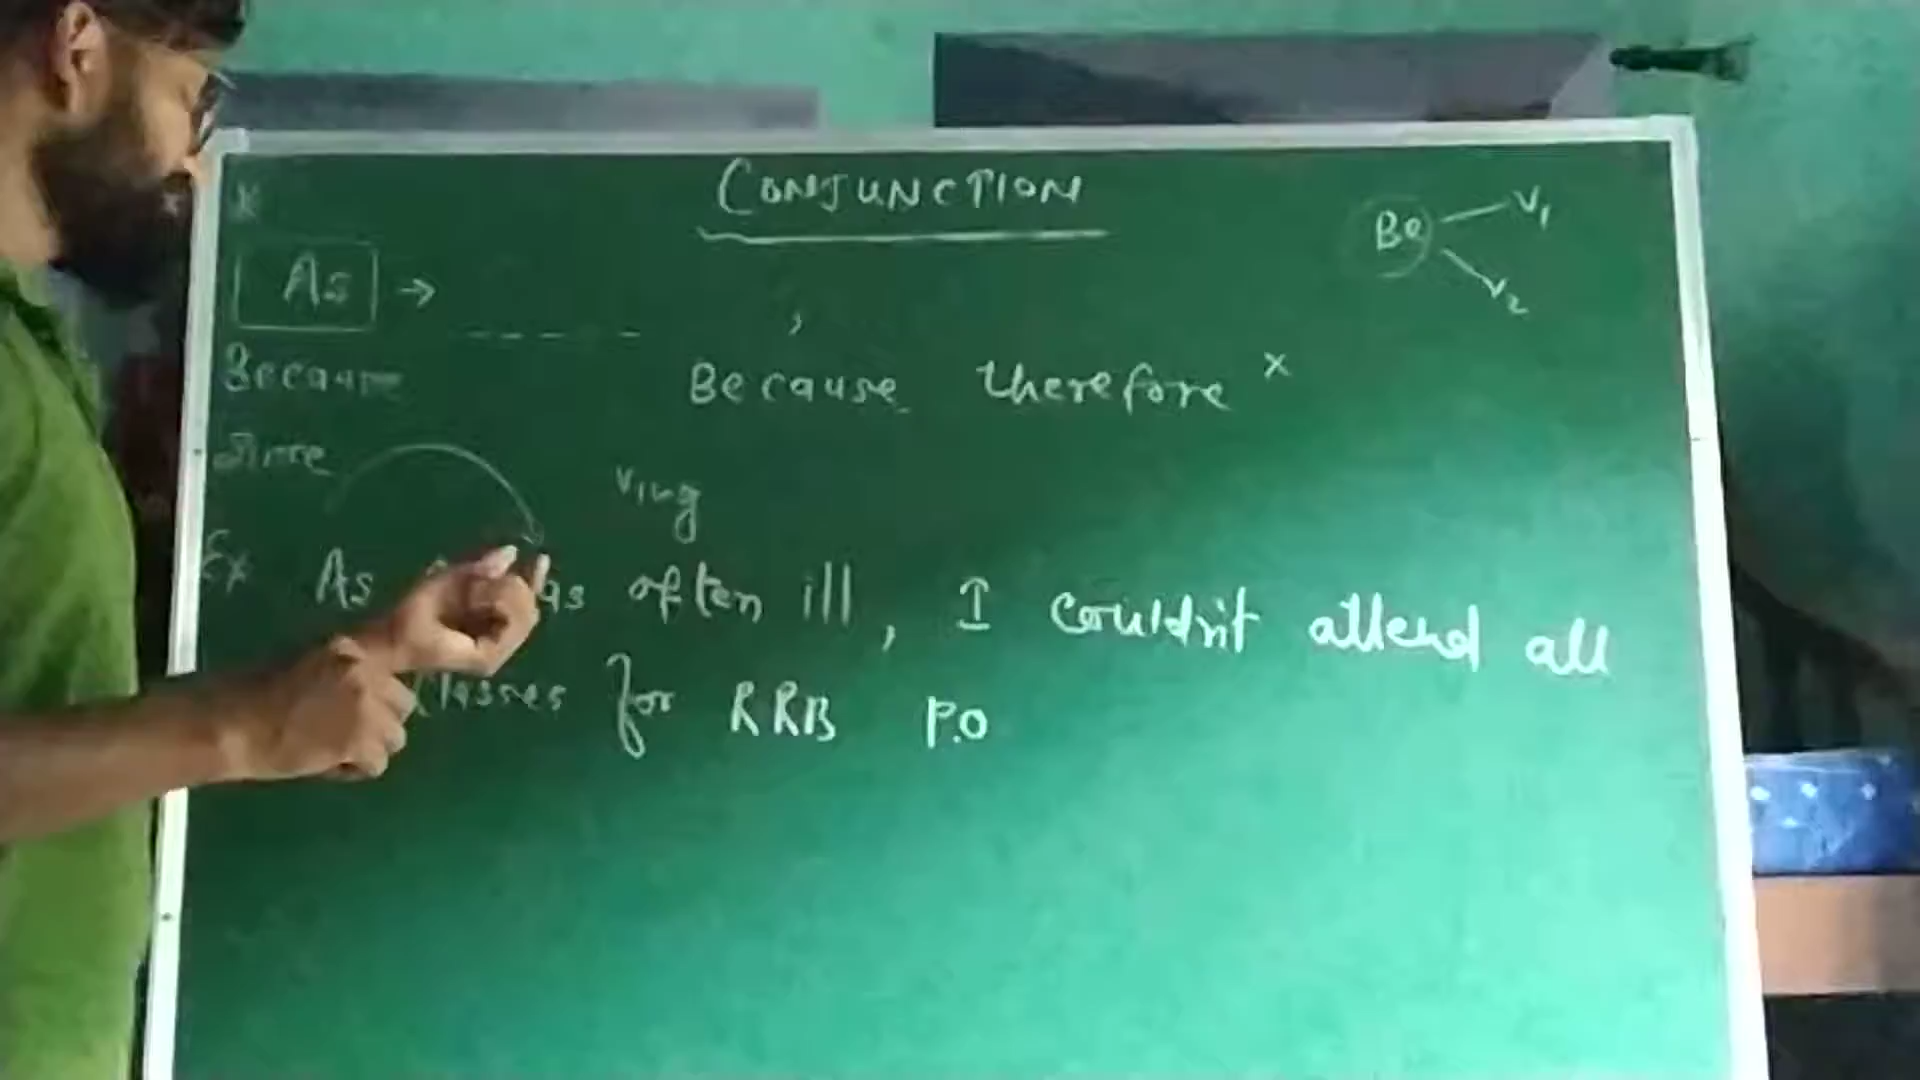 CONJUNCTION
Be V1
V2
As → - - - - - ,
Because
Because therefore x
Since
Ving
Ex As often ill, I couldn't attend all
classes for RRB P.O